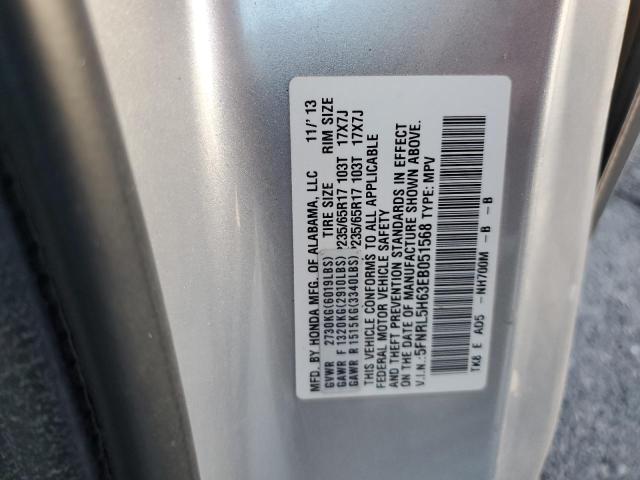 MFD. BY HONDA MFG. OF ALABAMA, LLC 11/'13
GVWR 2730KG(6019LBS) TIRE SIZE RIM SIZE
GAWR F 1320KG(2910LBS) P235/65R17 103T 17X7J
GAWR R 1515KG(3340LBS) P235/65R17 103T 17X7J
THIS VEHICLE CONFORMS TO ALL APPLICABLE
FEDERAL MOTOR VEHICLE SAFETY
AND THEFT PREVENTION STANDARDS IN EFFECT
ON THE DATE OF MANUFACTURE SHOWN ABOVE.
V.I.N.:5FNRL5H63EB051568 TYPE: MPV
TK8 E A05 -NH700M -B -B